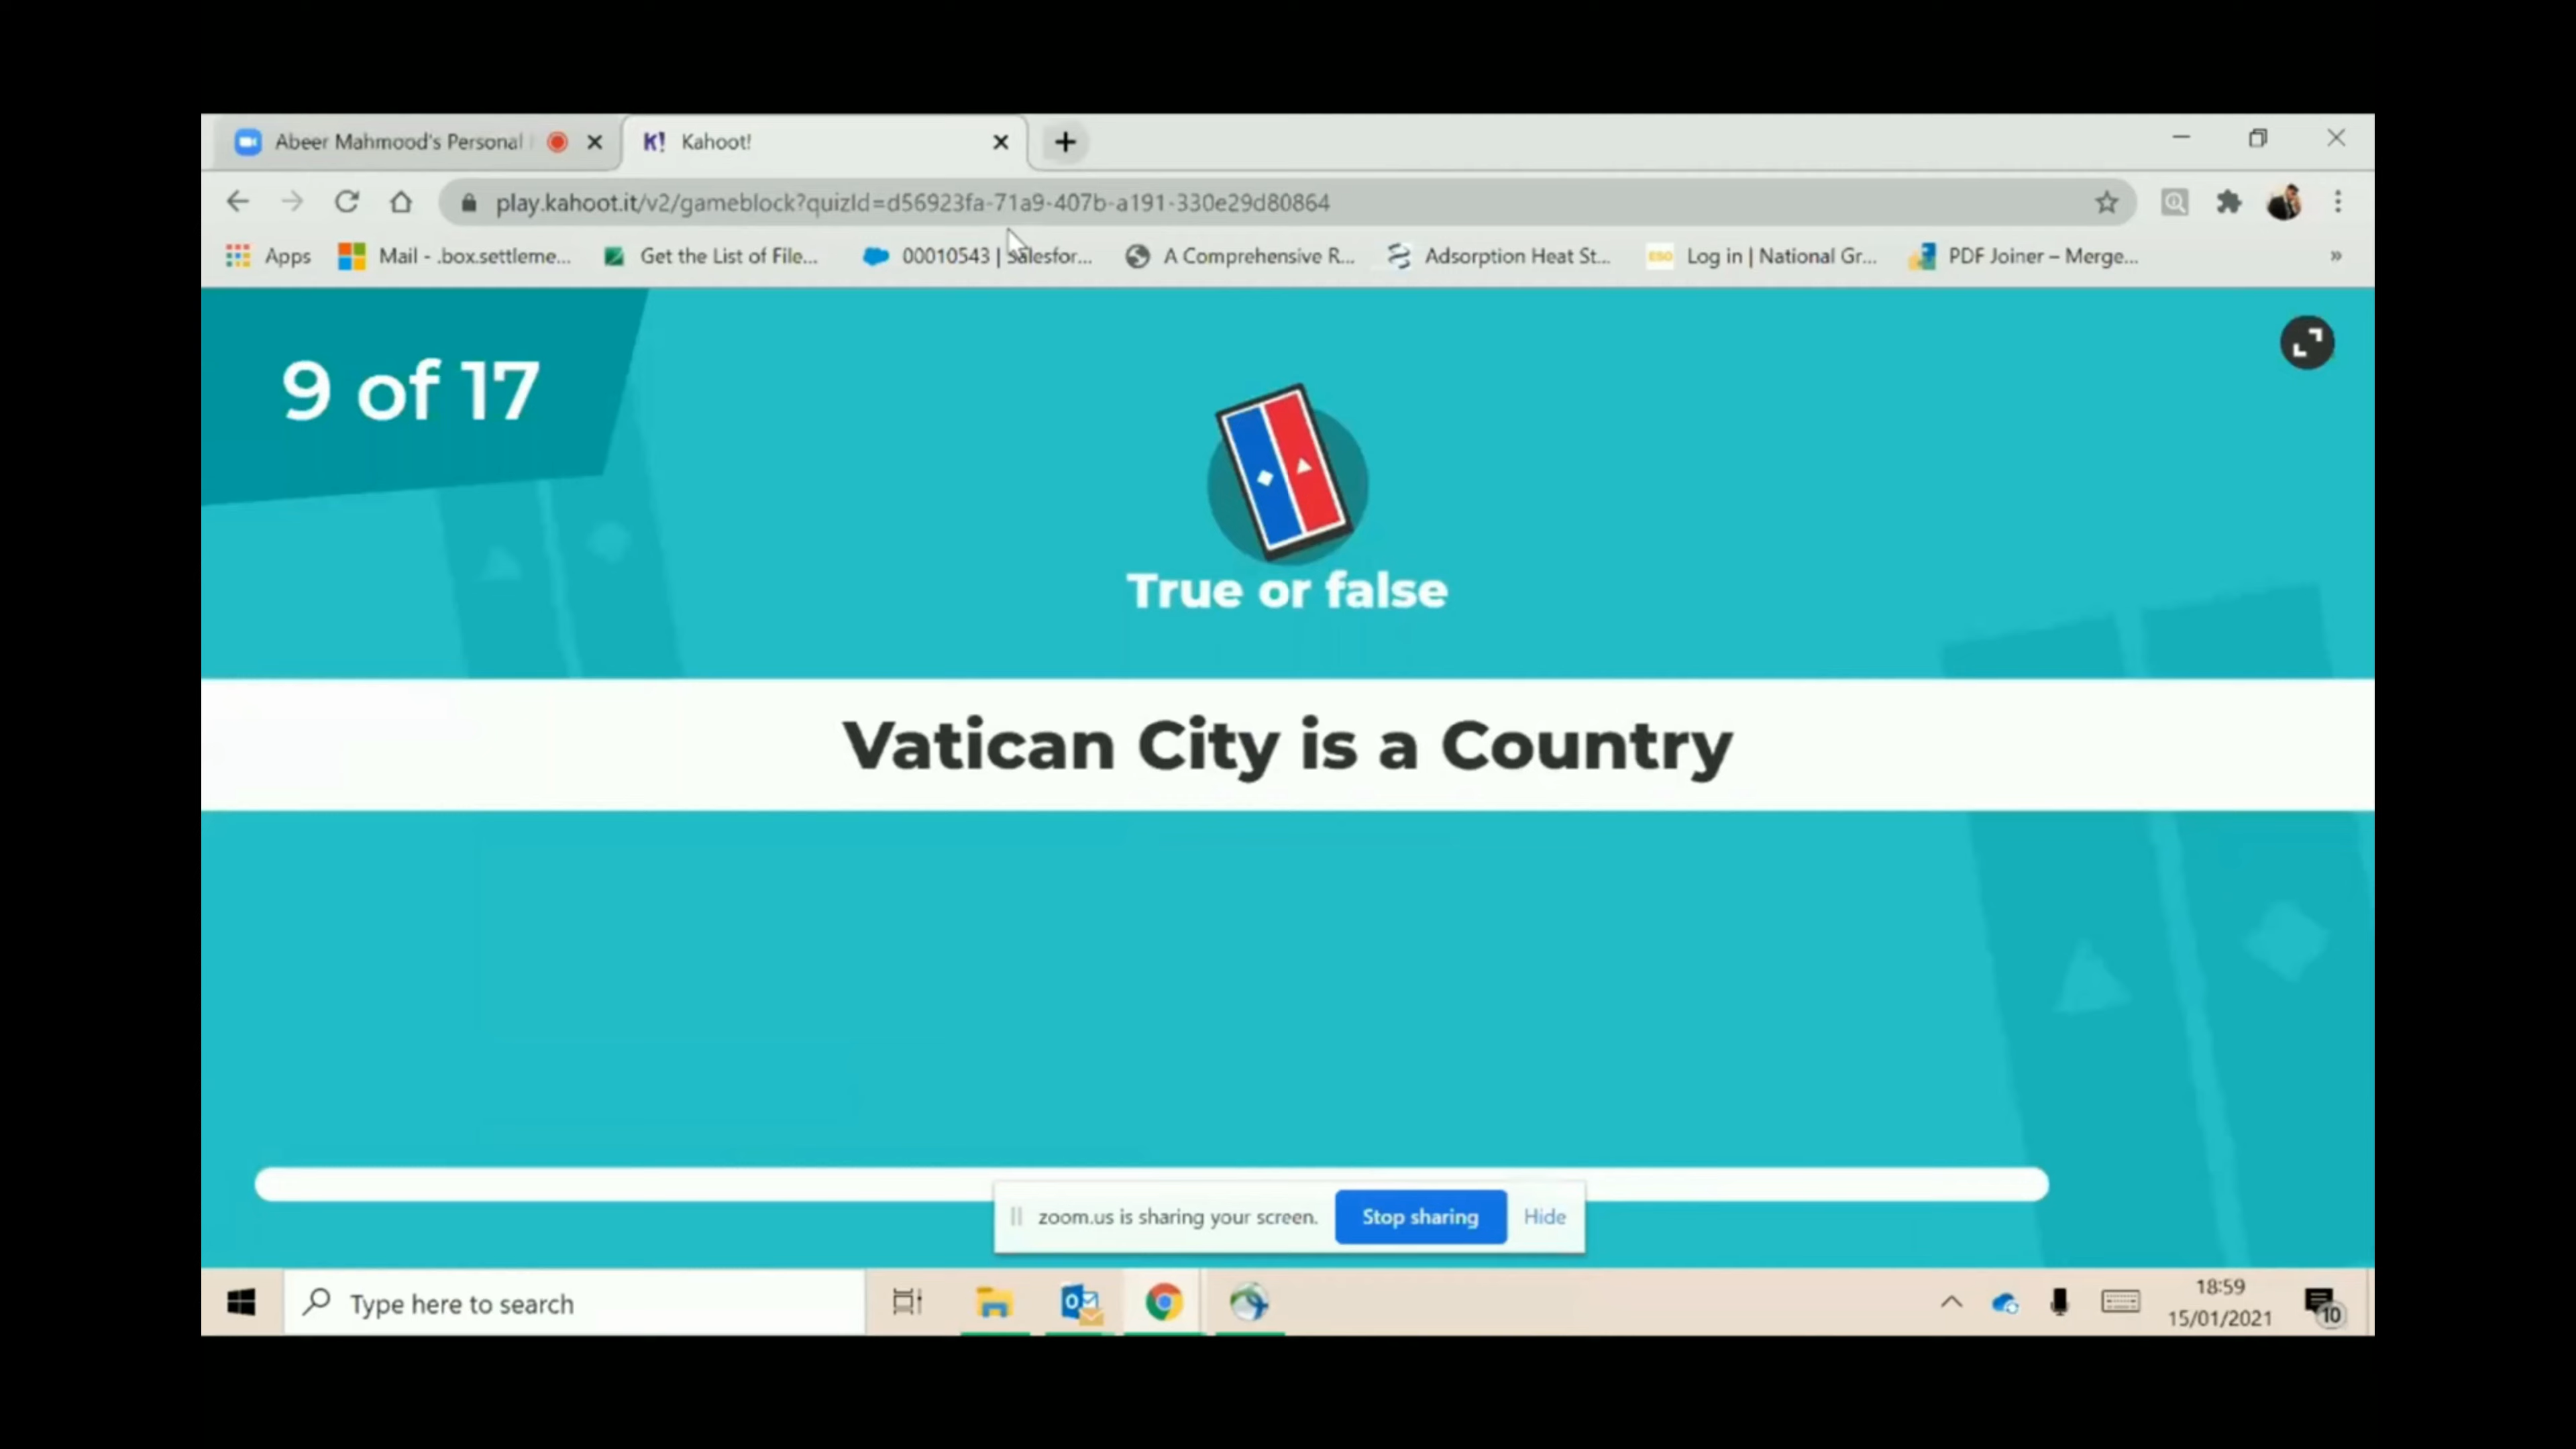 Abeer Mahmood's Personal
K! Kahoot!
play.kahoot.it/v2/gameblock?quizId=d56923fa-71a9-407b-a191-330e29d80864
Apps Mail - .box.settleme... Get the List of File... 00010543 | Salesfor... A Comprehensive R... Adsorption Heat St... eso Log in | National Gr... PDF Joiner – Merge... »
9 of 17
True or false
Vatican City is a Country
zoom.us is sharing your screen. Stop sharing Hide
Type here to search
18:59
15/01/2021
10